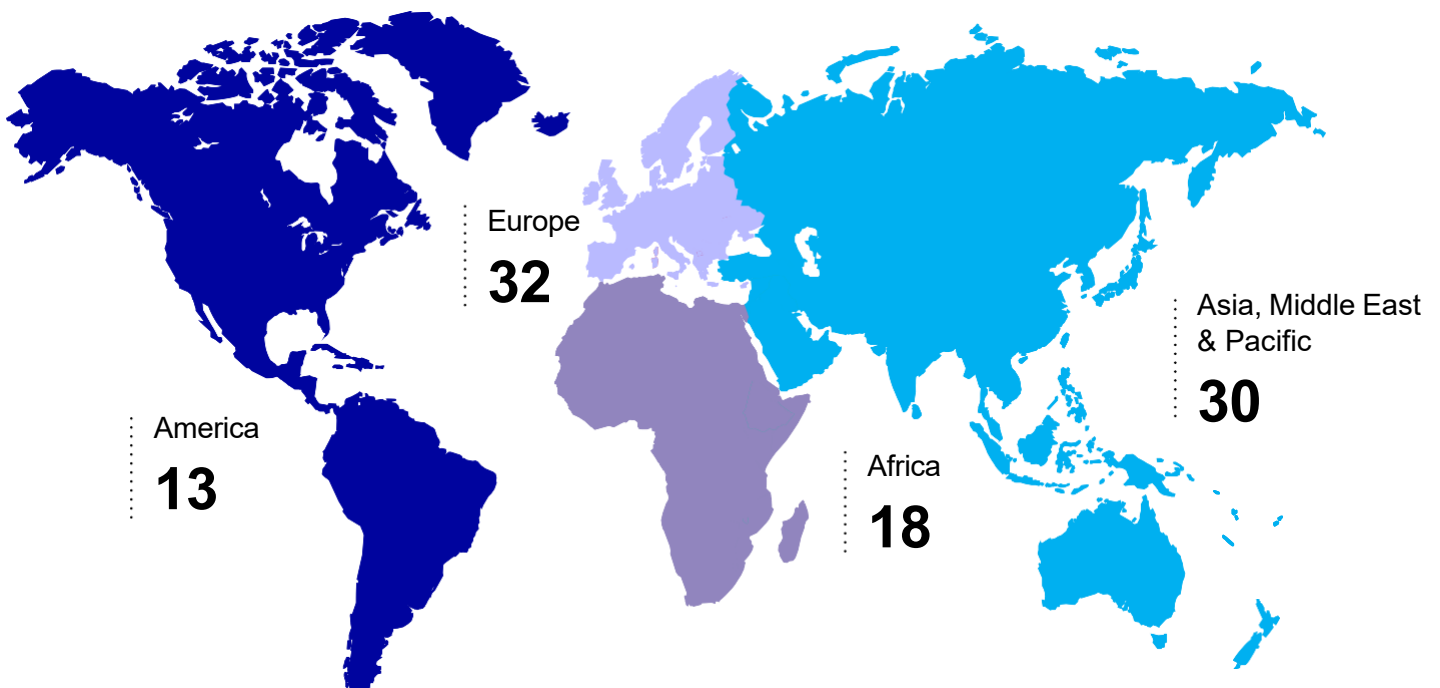 Europe
32
Asia, Middle East
& Pacific
30
America
13
Africa
18